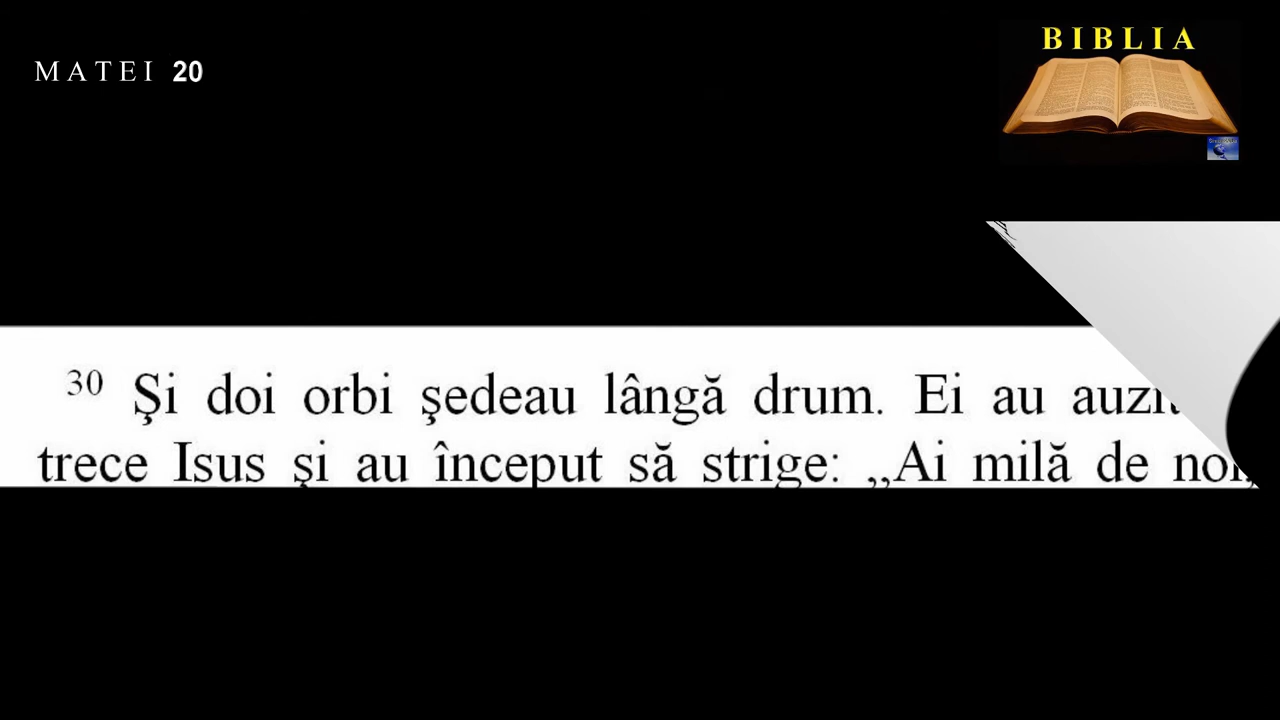 MATEI 20
BIBLIA
30 Şi doi orbi şedeau lângă drum. Ei au
trece Isus şi au început să strige: „Ai milă de noi,